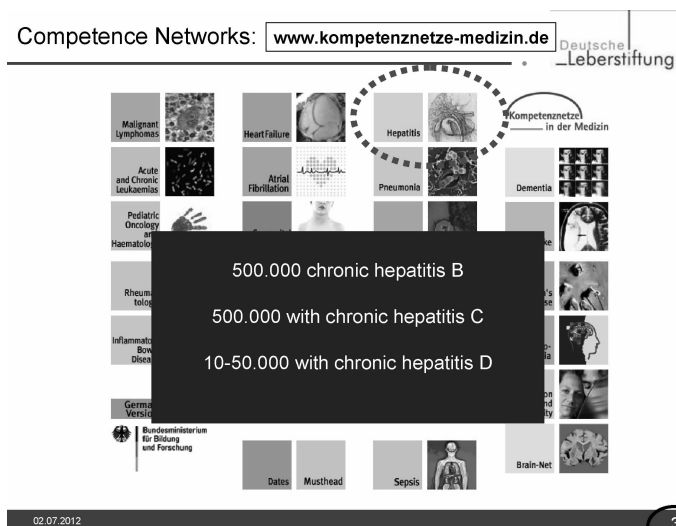 Competence Networks:
www.kompetenznetze-medizin.de
Deutsche
Leberstiftung
Malignant
Lymphomas
Heart Failure
Hepatitis
Kompetenznetze
in der Medizin
Acute
and Chronic
Leukaemias
Atrial
Fibrillation
Pneumonia
Dementia
Pediatric
Oncology
500.000 chronic hepatitis B
500.000 with chronic hepatitis C
10-50.000 with chronic hepatitis D
Bundesministerium
für Bildung
und Forschung
Dates
Musthead
Sepsis
Brain-Net
02.07.2012